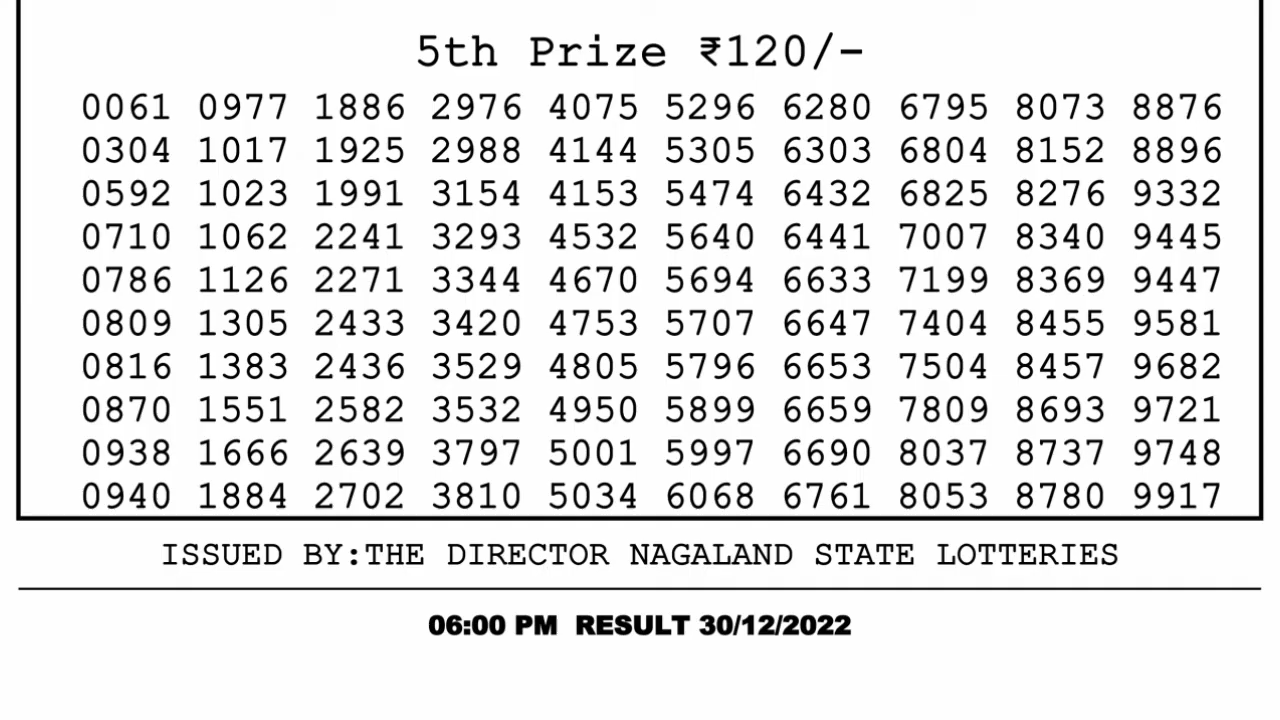 5th Prize ₹120/-
0061 0977 1886 2976 4075 5296 6280 6795 8073 8876
0304 1017 1925 2988 4144 5305 6303 6804 8152 8896
0592 1023 1991 3154 4153 5474 6432 6825 8276 9332
0710 1062 2241 3293 4532 5640 6441 7007 8340 9445
0786 1126 2271 3344 4670 5694 6633 7199 8369 9447
0809 1305 2433 3420 4753 5707 6647 7404 8455 9581
0816 1383 2436 3529 4805 5796 6653 7504 8457 9682
0870 1551 2582 3532 4950 5899 6659 7809 8693 9721
0938 1666 2639 3797 5001 5997 6690 8037 8737 9748
0940 1884 2702 3810 5034 6068 6761 8053 8780 9917
ISSUED BY:THE DIRECTOR NAGALAND STATE LOTTERIES
06:00 PM RESULT 30/12/2022